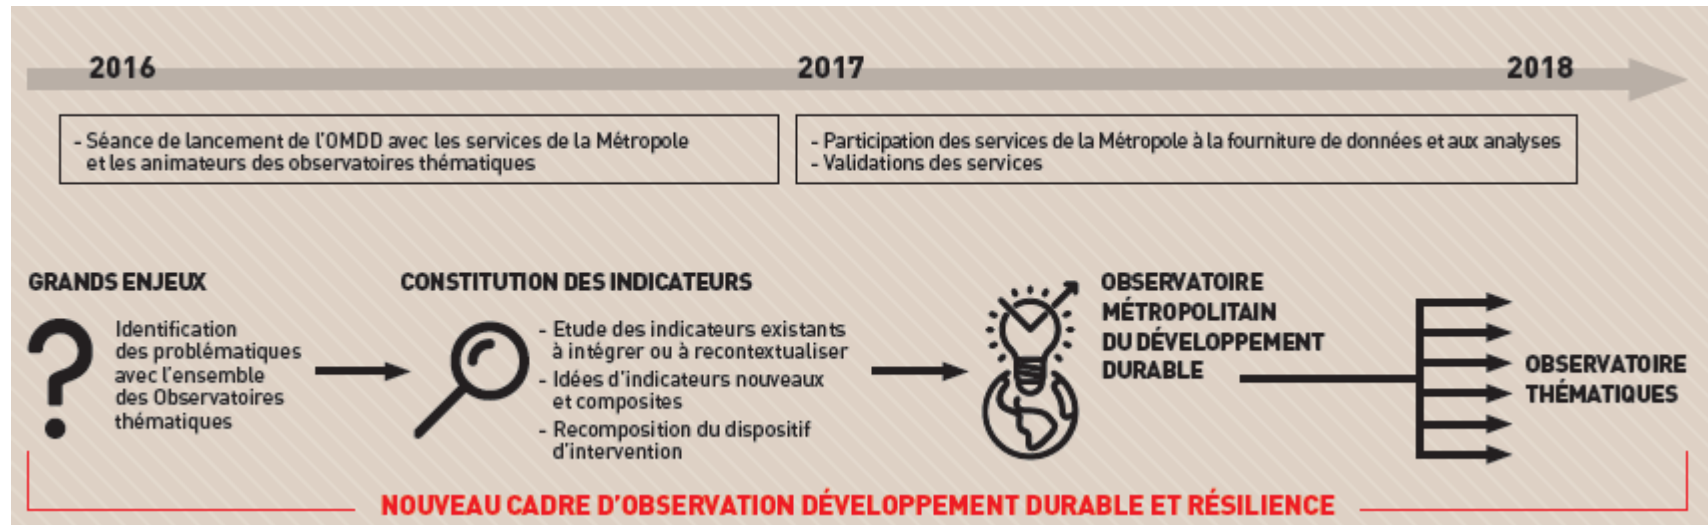 2016
2017
2018
- Séance de lancement de l'OMDD avec les services de la Métropole
et les animateurs des observatoires thématiques
- Participation des services de la Métropole à la fourniture de données et aux analyses
- Validations des services
GRANDS ENJEUX
Identification
des problématiques
avec l'ensemble
des Observatoires
thématiques
CONSTITUTION DES INDICATEURS
- Etude des indicateurs existants
à intégrer ou à recontextualiser
- Idées d'indicateurs nouveaux
et composites
- Recomposition du dispositif
d'intervention
OBSERVATOIRE
MÉTROPOLITAIN
DU DÉVELOPPEMENT
DURABLE
OBSERVATOIRE
THÉMATIQUES
NOUVEAU CADRE D'OBSERVATION DÉVELOPPEMENT DURABLE ET RÉSILIENCE